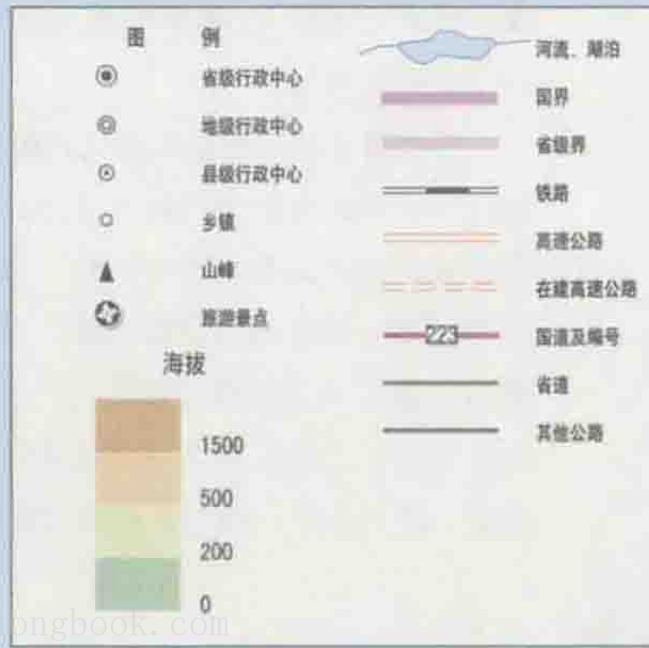 图 例
省级行政中心
地级行政中心
县级行政中心
乡镇
山峰
旅游景点
海拔
1500
500
200
0
河流、湖泊
国界
省级界
铁路
高速公路
在建高速公路
223
国道及编号
省道
其他公路
ongbook.com